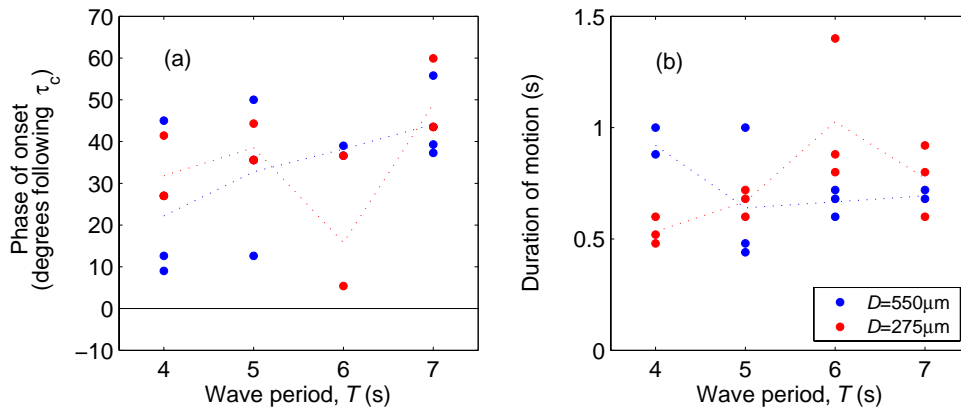 (a)
Phase of onset
(degrees following τc)
60
50
40
30
20
10
0
−10
4 5 6 7
Wave period, T (s)
(b)
Duration of motion (s)
1.5
1
0.5
0
D=550μm
D=275μm
4 5 6 7
Wave period, T (s)